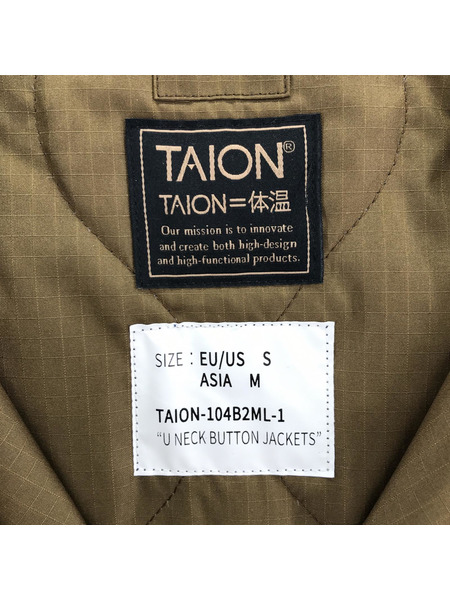 TAION®
TAION=体温
Our mission is to innovate
and create both high-design
and high-functional products.
SIZE : EU/US S
ASIA M
TAION-104B2ML-1
“U NECK BUTTON JACKETS”